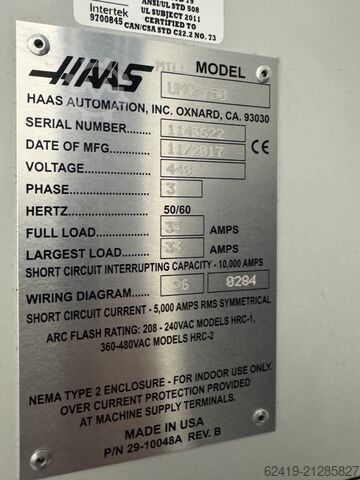 ANSI/UL STD 508
UL SUBJECT 2011
Intertek CERTIFIED TO
9700845 CAN/CSA STD C22.2 NO. 73
HAAS MILL MODEL
UMC-750
HAAS AUTOMATION, INC. OXNARD, CA. 93030
SERIAL NUMBER 1143622
DATE OF MFG. 11/2017
VOLTAGE 440
PHASE 3
HERTZ 50/60
FULL LOAD AMPS
LARGEST LOAD AMPS
SHORT CIRCUIT INTERRUPTING CAPACITY - 10,000 AMPS
WIRING DIAGRAM 96 0284
SHORT CIRCUIT CURRENT - 5,000 AMPS RMS SYMMETRICAL
ARC FLASH RATING: 208 - 240VAC MODELS HRC-1,
360-480VAC MODELS HRC-2
NEMA TYPE 2 ENCLOSURE - FOR INDOOR USE ONLY.
OVER CURRENT PROTECTION PROVIDED
AT MACHINE SUPPLY TERMINALS.
MADE IN USA
P/N 29-10048A REV. B
62419-21285827